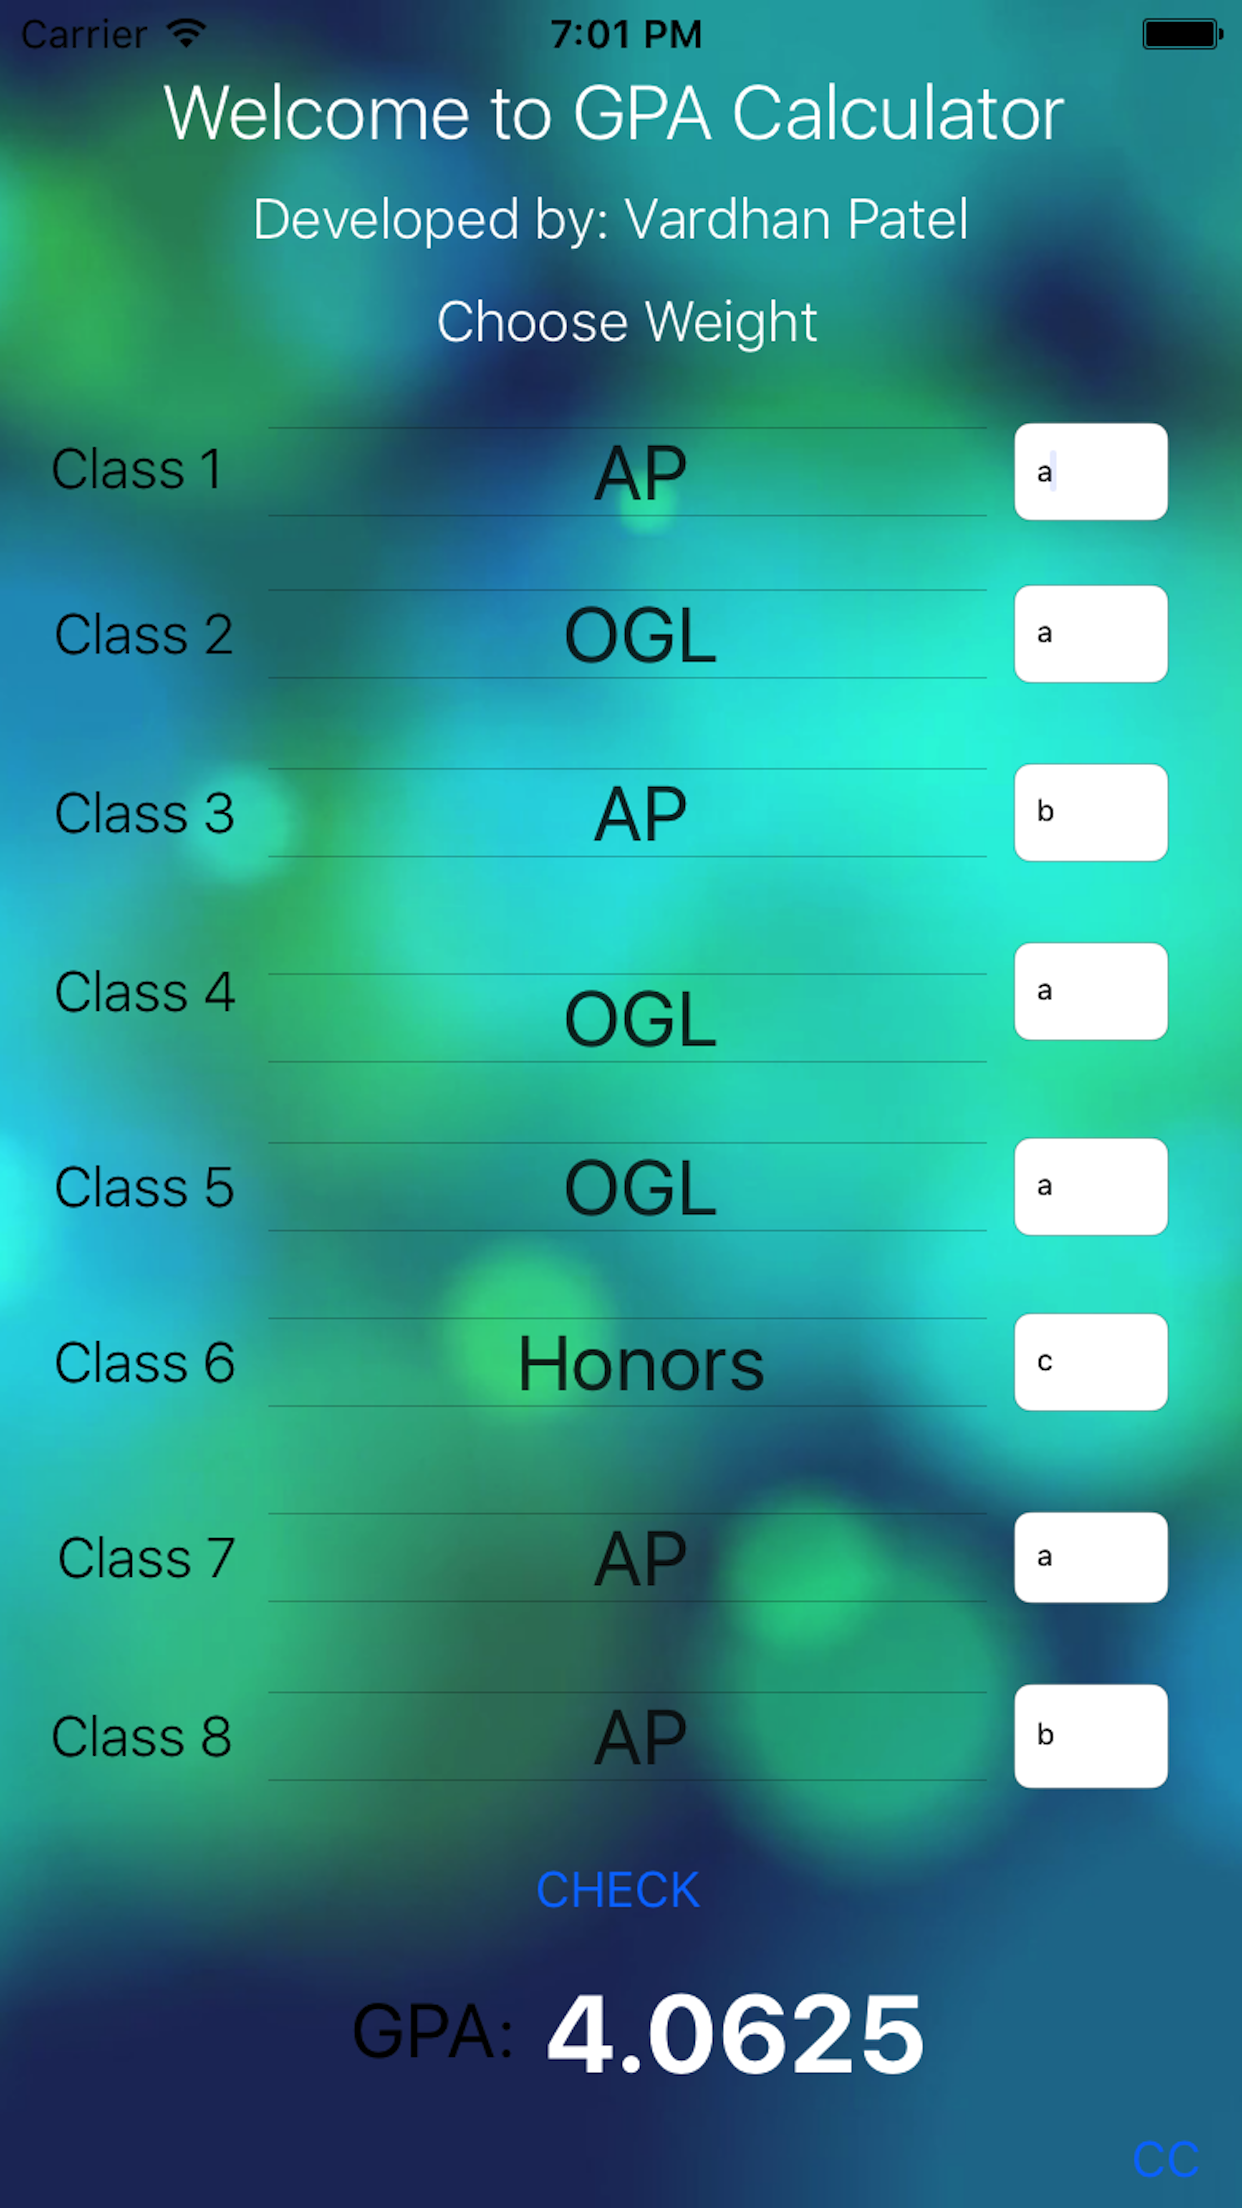 Carrier 7:01 PM
Welcome to GPA Calculator
Developed by: Vardhan Patel
Choose Weight
Class 1 AP a
Class 2 OGL a
Class 3 AP b
Class 4 OGL a
Class 5 OGL a
Class 6 Honors c
Class 7 AP a
Class 8 AP b
CHECK
GPA: 4.0625
CC